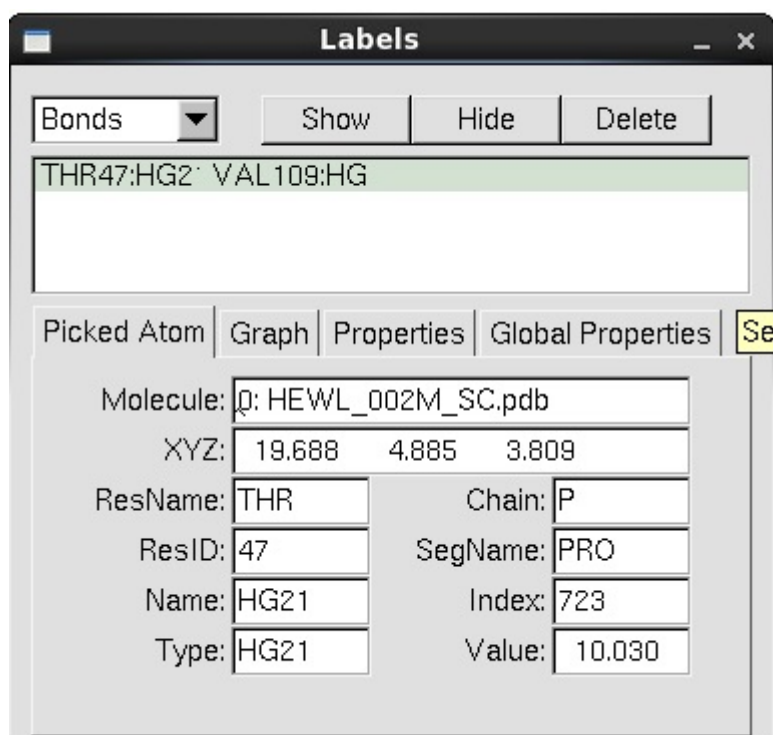 Labels
Bonds Show Hide Delete
THR47:HG2 VAL109:HG
Picked Atom Graph Properties Global Properties Se
Molecule: 0: HEWL_002M_SC.pdb
XYZ: 19.688 4.885 3.809
ResName: THR Chain: P
ResID: 47 SegName: PRO
Name: HG21 Index: 723
Type: HG21 Value: 10.030